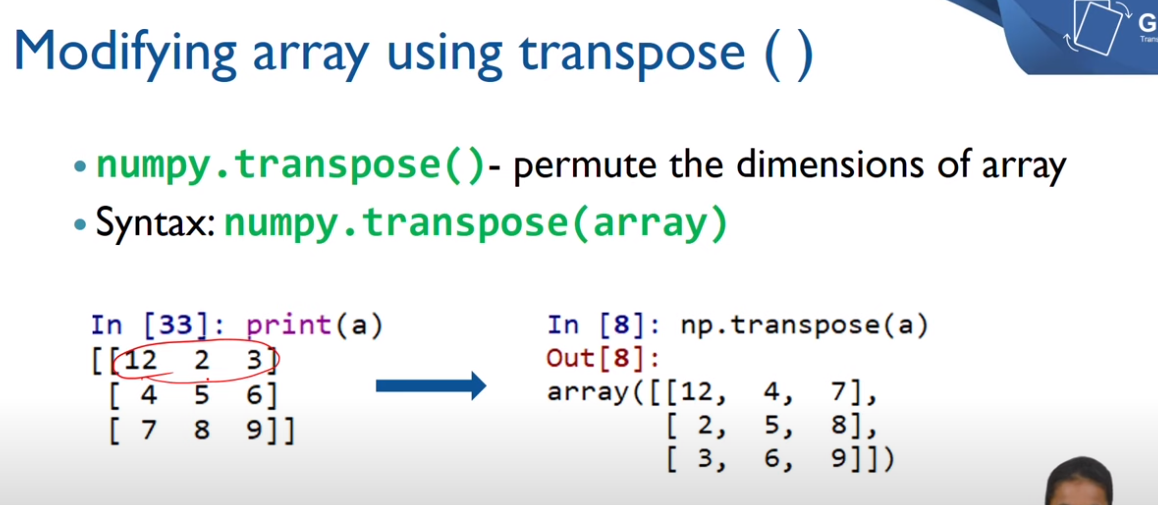 Modifying array using transpose ( )
G
Tran
• numpy.transpose()- permute the dimensions of array
• Syntax: numpy.transpose(array)
In [33]: print(a)
[[12 2 3]
[ 4 5 6]
[ 7 8 9]]
In [8]: np.transpose(a)
Out[8]:
array([[12, 4, 7],
[ 2, 5, 8],
[ 3, 6, 9]])